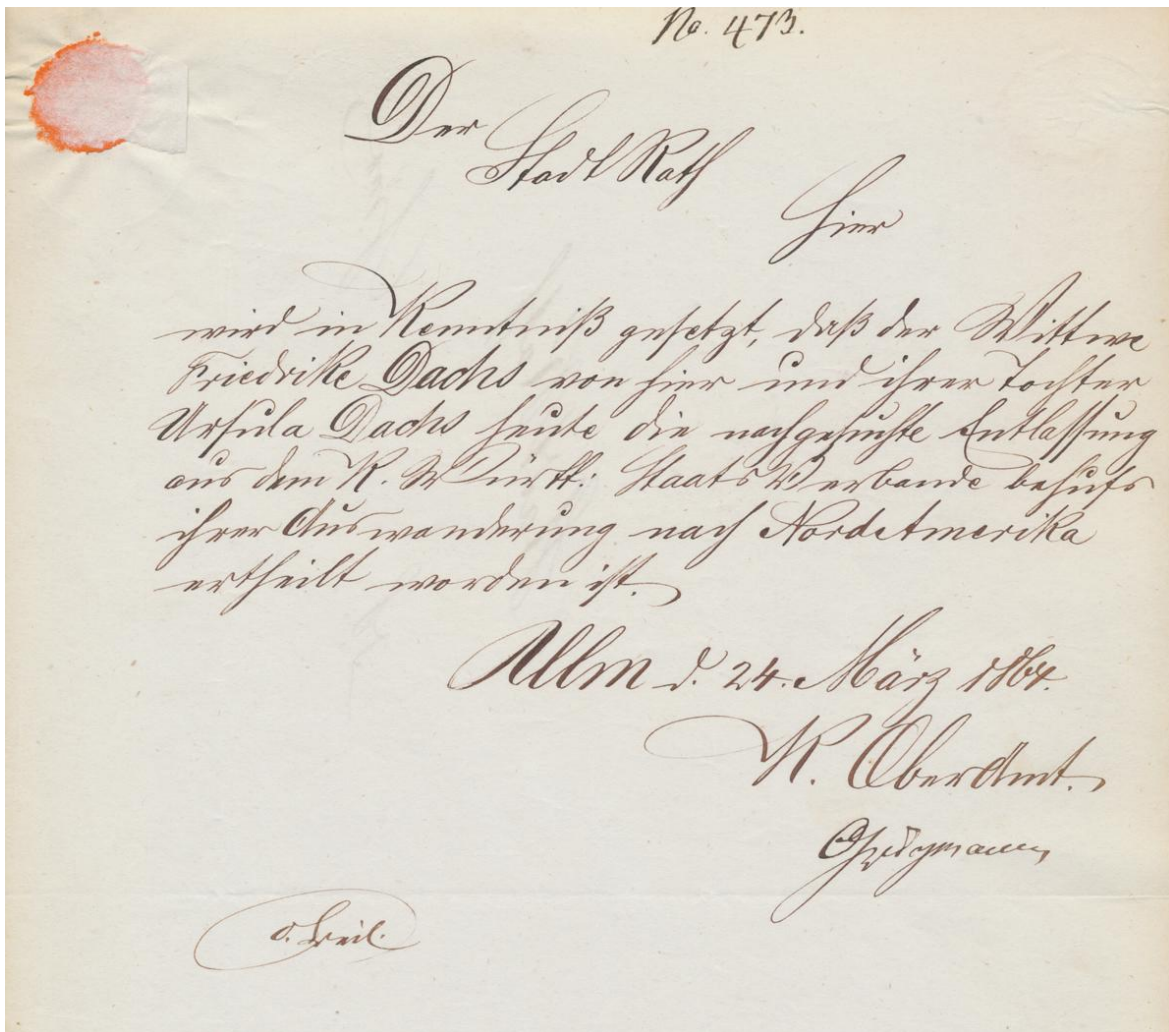 No. 473.
Der
Stadt Rath
hier
wird in Kenntniß gesetzt, daß der Wittwe
Friedrike Dachs von hier und ihrer Tochter
Ursula Dachs heute die nachgesuchte Entlassung
aus dem K. Württ: Staats Verbande behufs
ihrer Auswanderung nach Nord Amerika
ertheilt worden ist.
Ulm d. 24. März 1864.
K. OberAmt.